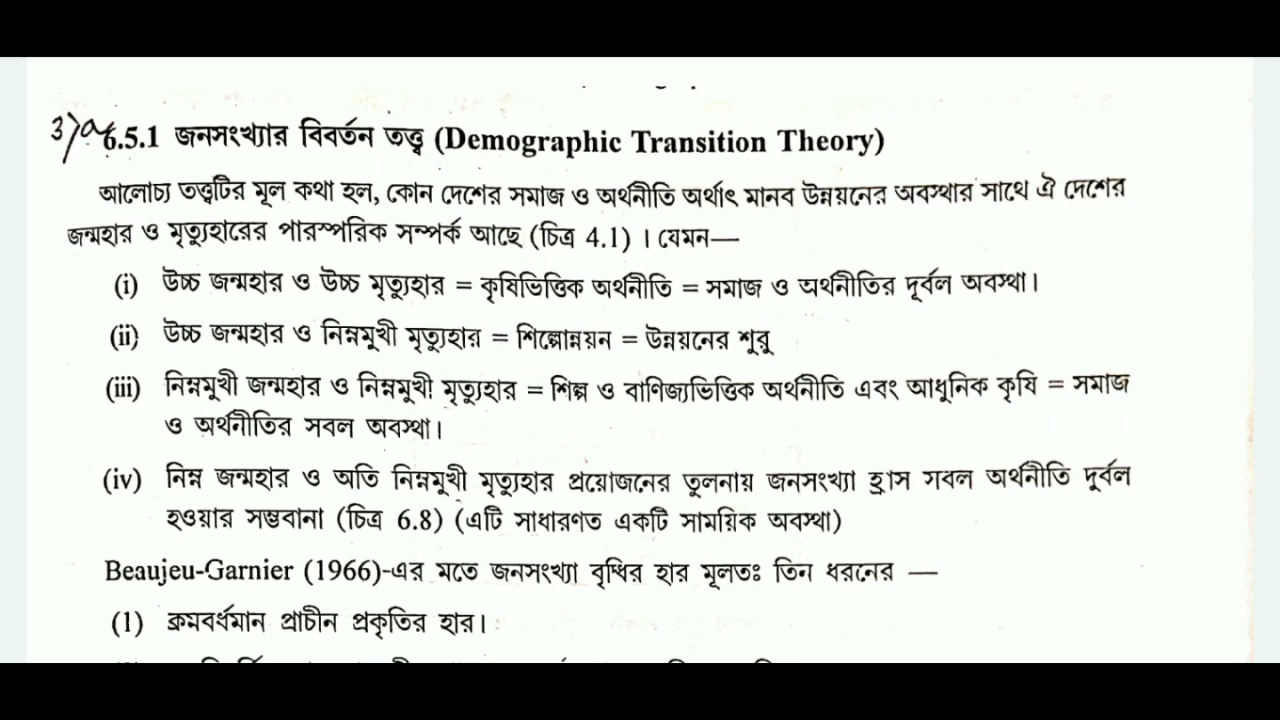 3) a
6.5.1 জনসংখ্যার বিবর্তন তত্ত্ব (Demographic Transition Theory)
আলোচ্য তত্ত্বটির মূল কথা হল, কোন দেশের সমাজ ও অর্থনীতি অর্থাৎ মানব উন্নয়নের অবস্থার সাথে ঐ দেশের
জন্মহার ও মৃত্যুহারের পারস্পরিক সম্পর্ক আছে (চিত্র 4.1) । যেমন—
(i) উচ্চ জন্মহার ও উচ্চ মৃত্যুহার = কৃষিভিত্তিক অর্থনীতি = সমাজ ও অর্থনীতির দুর্বল অবস্থা।
(ii) উচ্চ জন্মহার ও নিম্নমুখী মৃত্যুহার = শিল্পোন্নয়ন = উন্নয়নের শুরু
(iii) নিম্নমুখী জন্মহার ও নিম্নমুখী মৃত্যুহার = শিল্প ও বাণিজ্যভিত্তিক অর্থনীতি এবং আধুনিক কৃষি = সমাজ
ও অর্থনীতির সবল অবস্থা।
(iv) নিম্ন জন্মহার ও অতি নিম্নমুখী মৃত্যুহার প্রয়োজনের তুলনায় জনসংখ্যা হ্রাস সবল অর্থনীতি দুর্বল
হওয়ার সম্ভবানা (চিত্র 6.8) (এটি সাধারণত একটি সাময়িক অবস্থা)
Beaujeu-Garnier (1966)-এর মতে জনসংখ্যা বৃদ্ধির হার মূলতঃ তিন ধরনের —
(1) ক্রমবর্ধমান প্রাচীন প্রকৃতির হার।